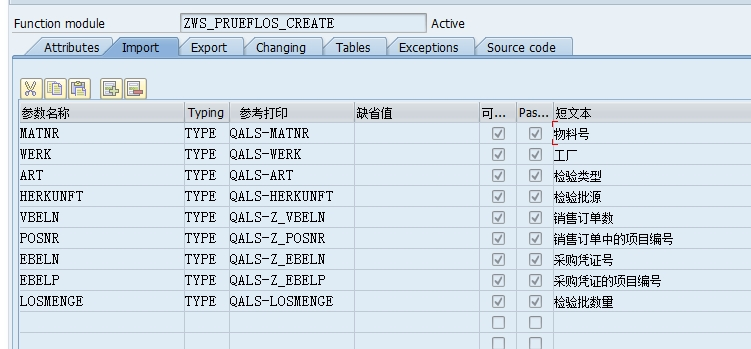 Function module ZWS_PRUEFLOS_CREATE Active
Attributes Import Export Changing Tables Exceptions Source code
参数名称 Typing 参考打印 缺省值 可... Pas... 短文本
MATNR TYPE QALS-MATNR 物料号
WERK TYPE QALS-WERK 工厂
ART TYPE QALS-ART 检验类型
HERKUNFT TYPE QALS-HERKUNFT 检验批源
VBELN TYPE QALS-Z_VBELN 销售订单数
POSNR TYPE QALS-Z_POSNR 销售订单中的项目编号
EBELN TYPE QALS-Z_EBELN 采购凭证号
EBELP TYPE QALS-Z_EBELP 采购凭证的项目编号
LOSMENGE TYPE QALS-LOSMENGE 检验批数量